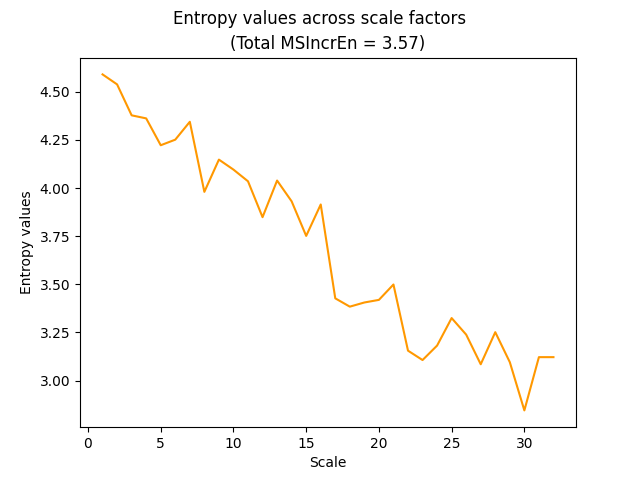 Entropy values across scale factors
(Total MSIncrEn = 3.57)
4.50
4.25
4.00
3.75
3.50
3.25
3.00
Entropy values
0 5 10 15 20 25 30
Scale